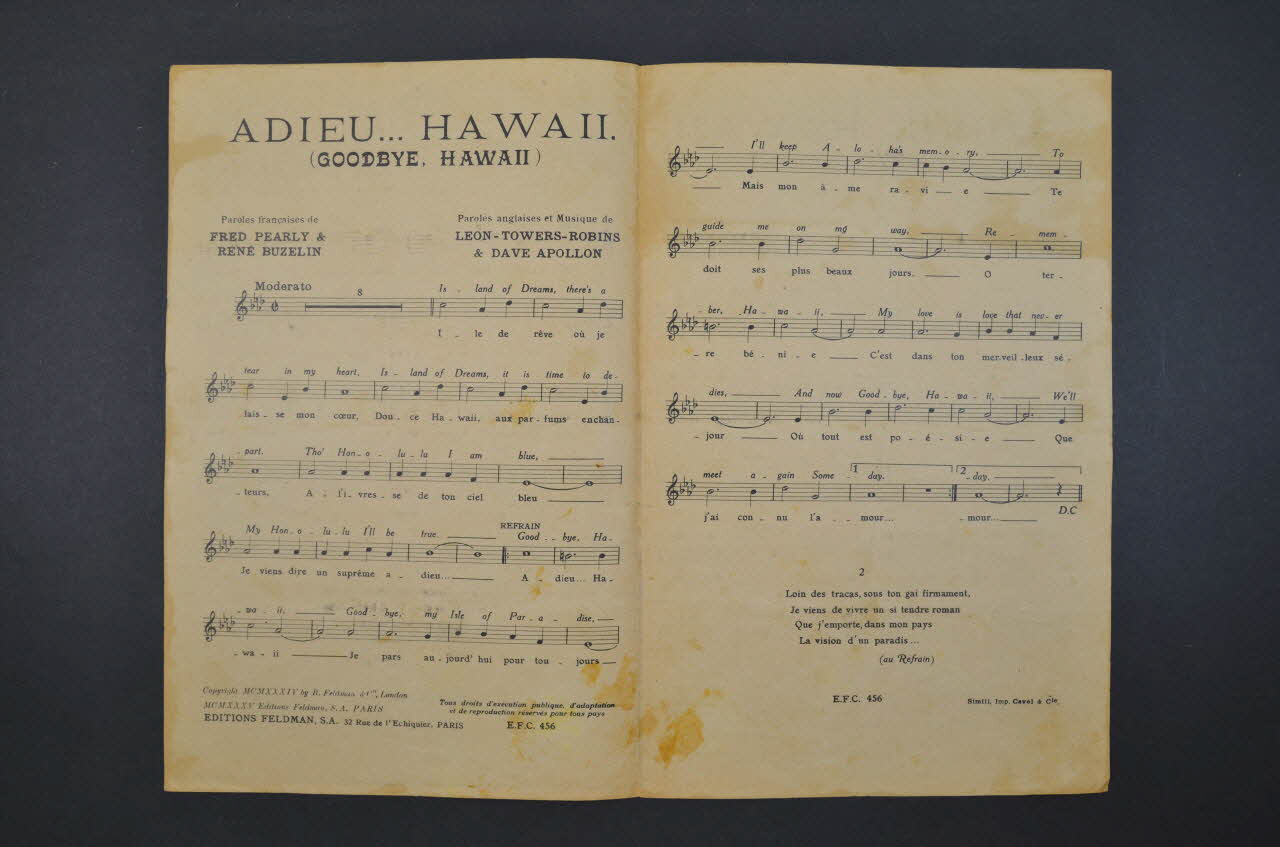 ADIEU... HAWAII.
(GOODBYE, HAWAII)
Paroles françaises de
FRED PEARLY &
RENÉ BUZELIN
Paroles anglaises et Musique de
LEON-TOWERS-ROBINS
& DAVE APOLLON
Moderato
8
Is - land of Dreams, there's a
I - le de rêve où je
tear in my heart, Is - land of Dreams, it is time to de-
lais - se mon cœur, Dou - ce Ha - waii, aux par - fums enchan-
part. Tho' Hon - o - lu - lu I am blue,
- teurs, A l'i - vres - se de ton ciel bleu
My Hon - o - lu - lu I'll be true.
REFRAIN
Good - bye, Ha-
Je viens dire un suprême a - dieu... A - dieu... Ha-
- wa - ii, Good - bye, my Isle of Par - a - dise,
- wa - ii Je pars au - jourd' hui pour tou - jours
Copyright MCMXXXIV by B. Feldman & Cº, London
MCMXXXV Editions Feldman, S.A. PARIS
EDITIONS FELDMAN, S.A. 32 Rue de l'Echiquier, PARIS
Tous droits d'exécution publique, d'adaptation
et de reproduction réservés pour tous pays
E.F.C. 456
I'll keep A - lo - ha's mem - o - ry, To
Mais mon â - me ra - vi - e Te
guide me on my way, Re - mem -
doit ses plus beaux jours. O ter -
- ber, Ha - wa - ii, My love is love that nev - er
- re bé - ni - e C'est dans ton mer.veil.leux sé-
dies, And now Good - bye, Ha - wa - ii, We'll
- jour Où tout est po - é - si - e Que
meet a - gain Some - day. - day.
1 2
j'ai con - nu l'a - mour... - mour...
D.C
2
Loin des tracas, sous ton gai firmament,
Je viens de vivre un si tendre roman
Que j'emporte, dans mon pays
La vision d'un paradis...
(au Refrain)
E.F.C. 456
Simili. Imp. Cavel & Cie.